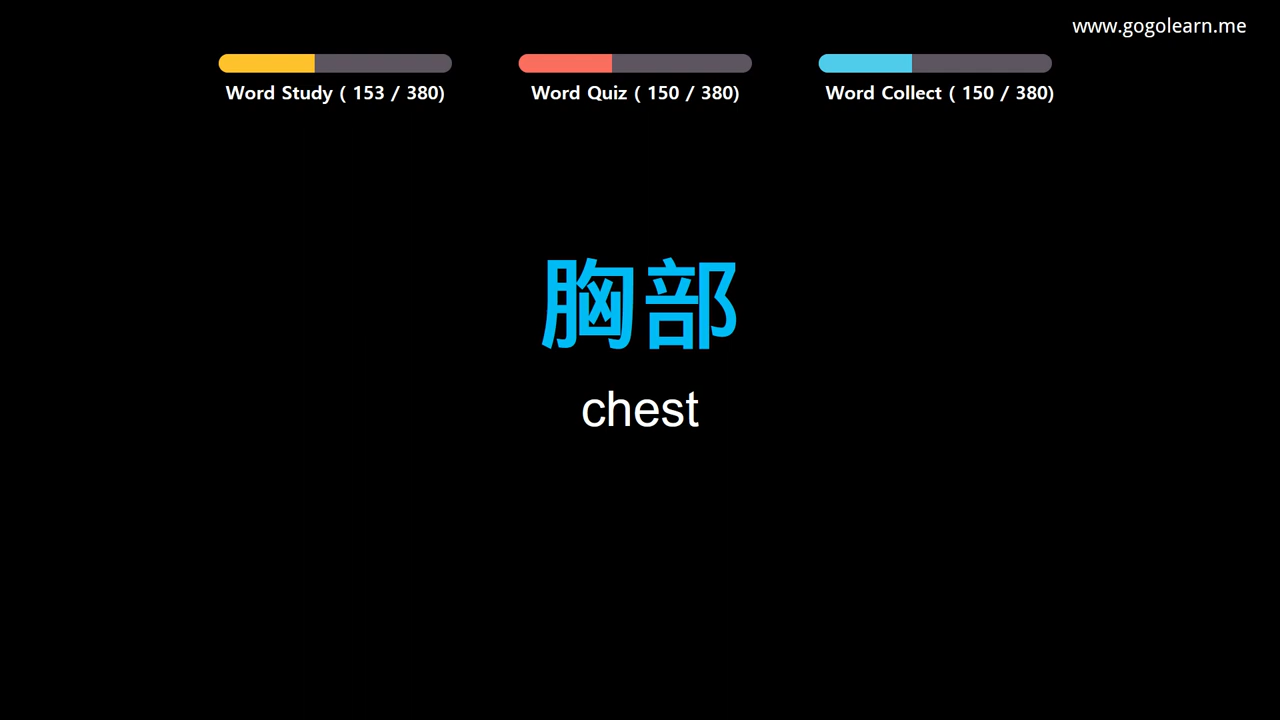 www.gogolearn.me
Word Study ( 153 / 380)
Word Quiz ( 150 / 380)
Word Collect ( 150 / 380)
胸部
chest